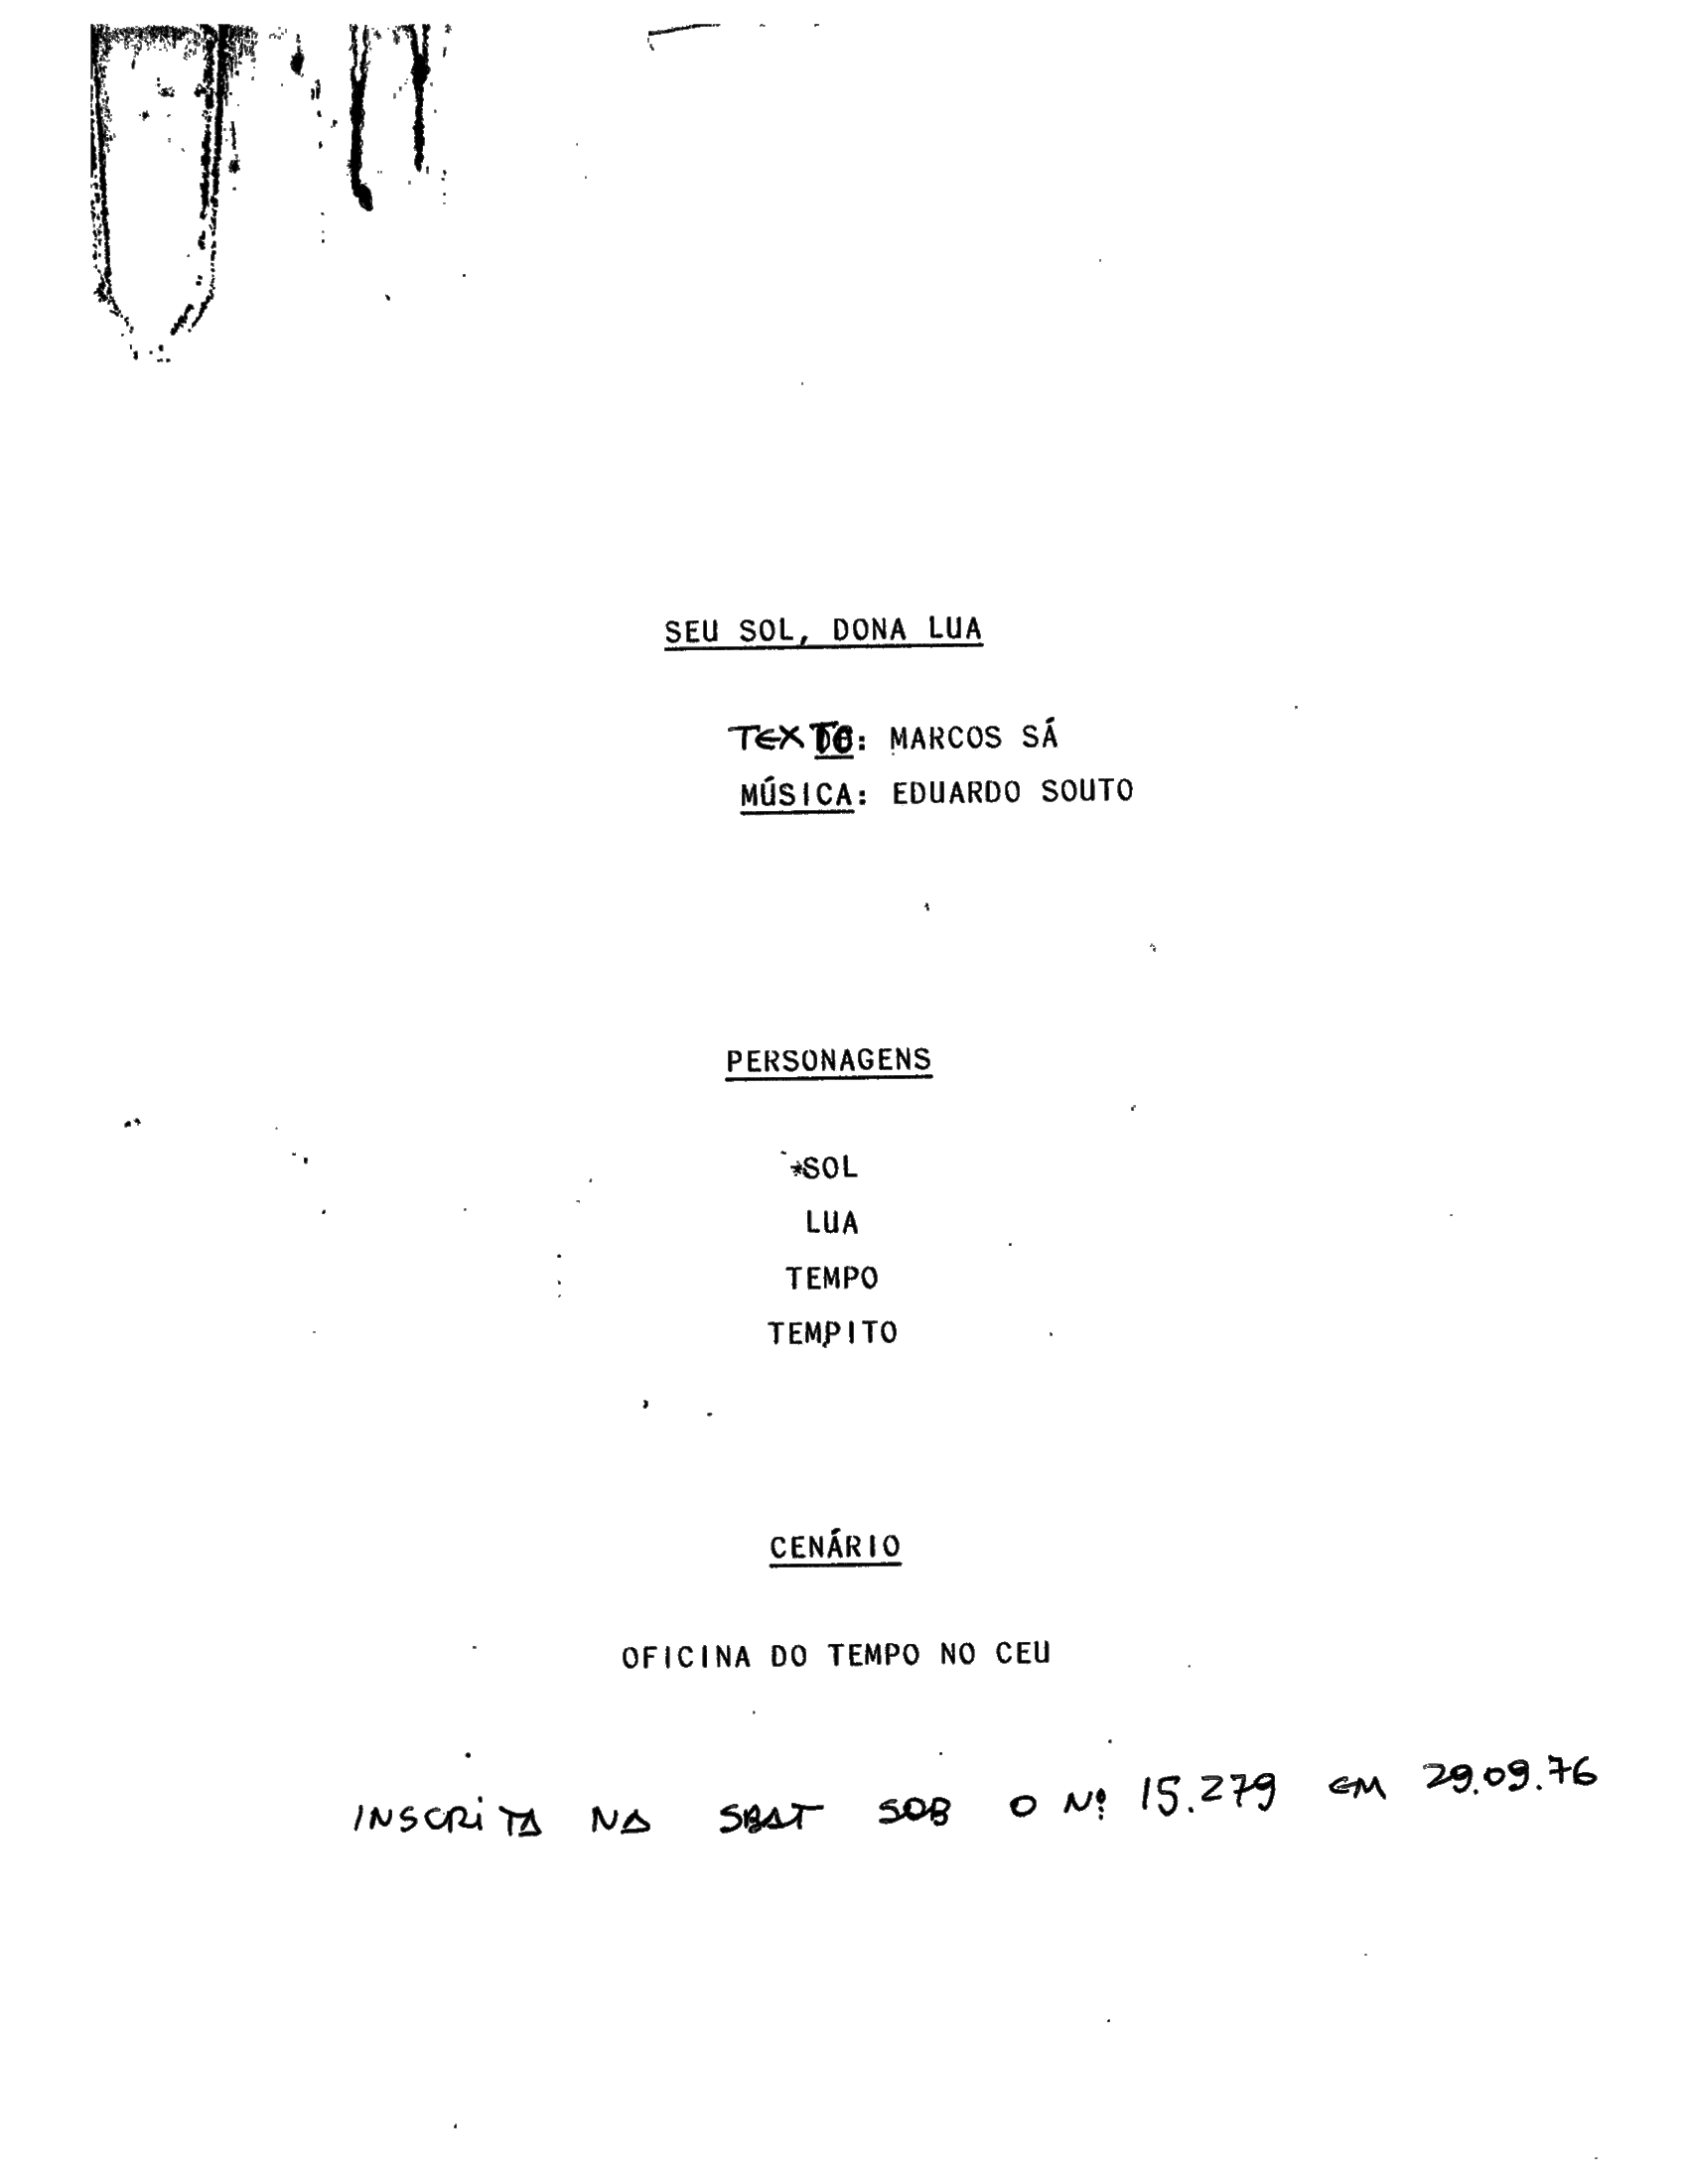 SEU SOL, DONA LUA
TEXTO: MARCOS SÁ
MÚSICA: EDUARDO SOUTO
PERSONAGENS
*SOL
LUA
TEMPO
TEMPITO
CENÁRIO
OFICINA DO TEMPO NO CEU
INSCRITA NA SBAT SOB O Nº 15.279 EM 29.09.76